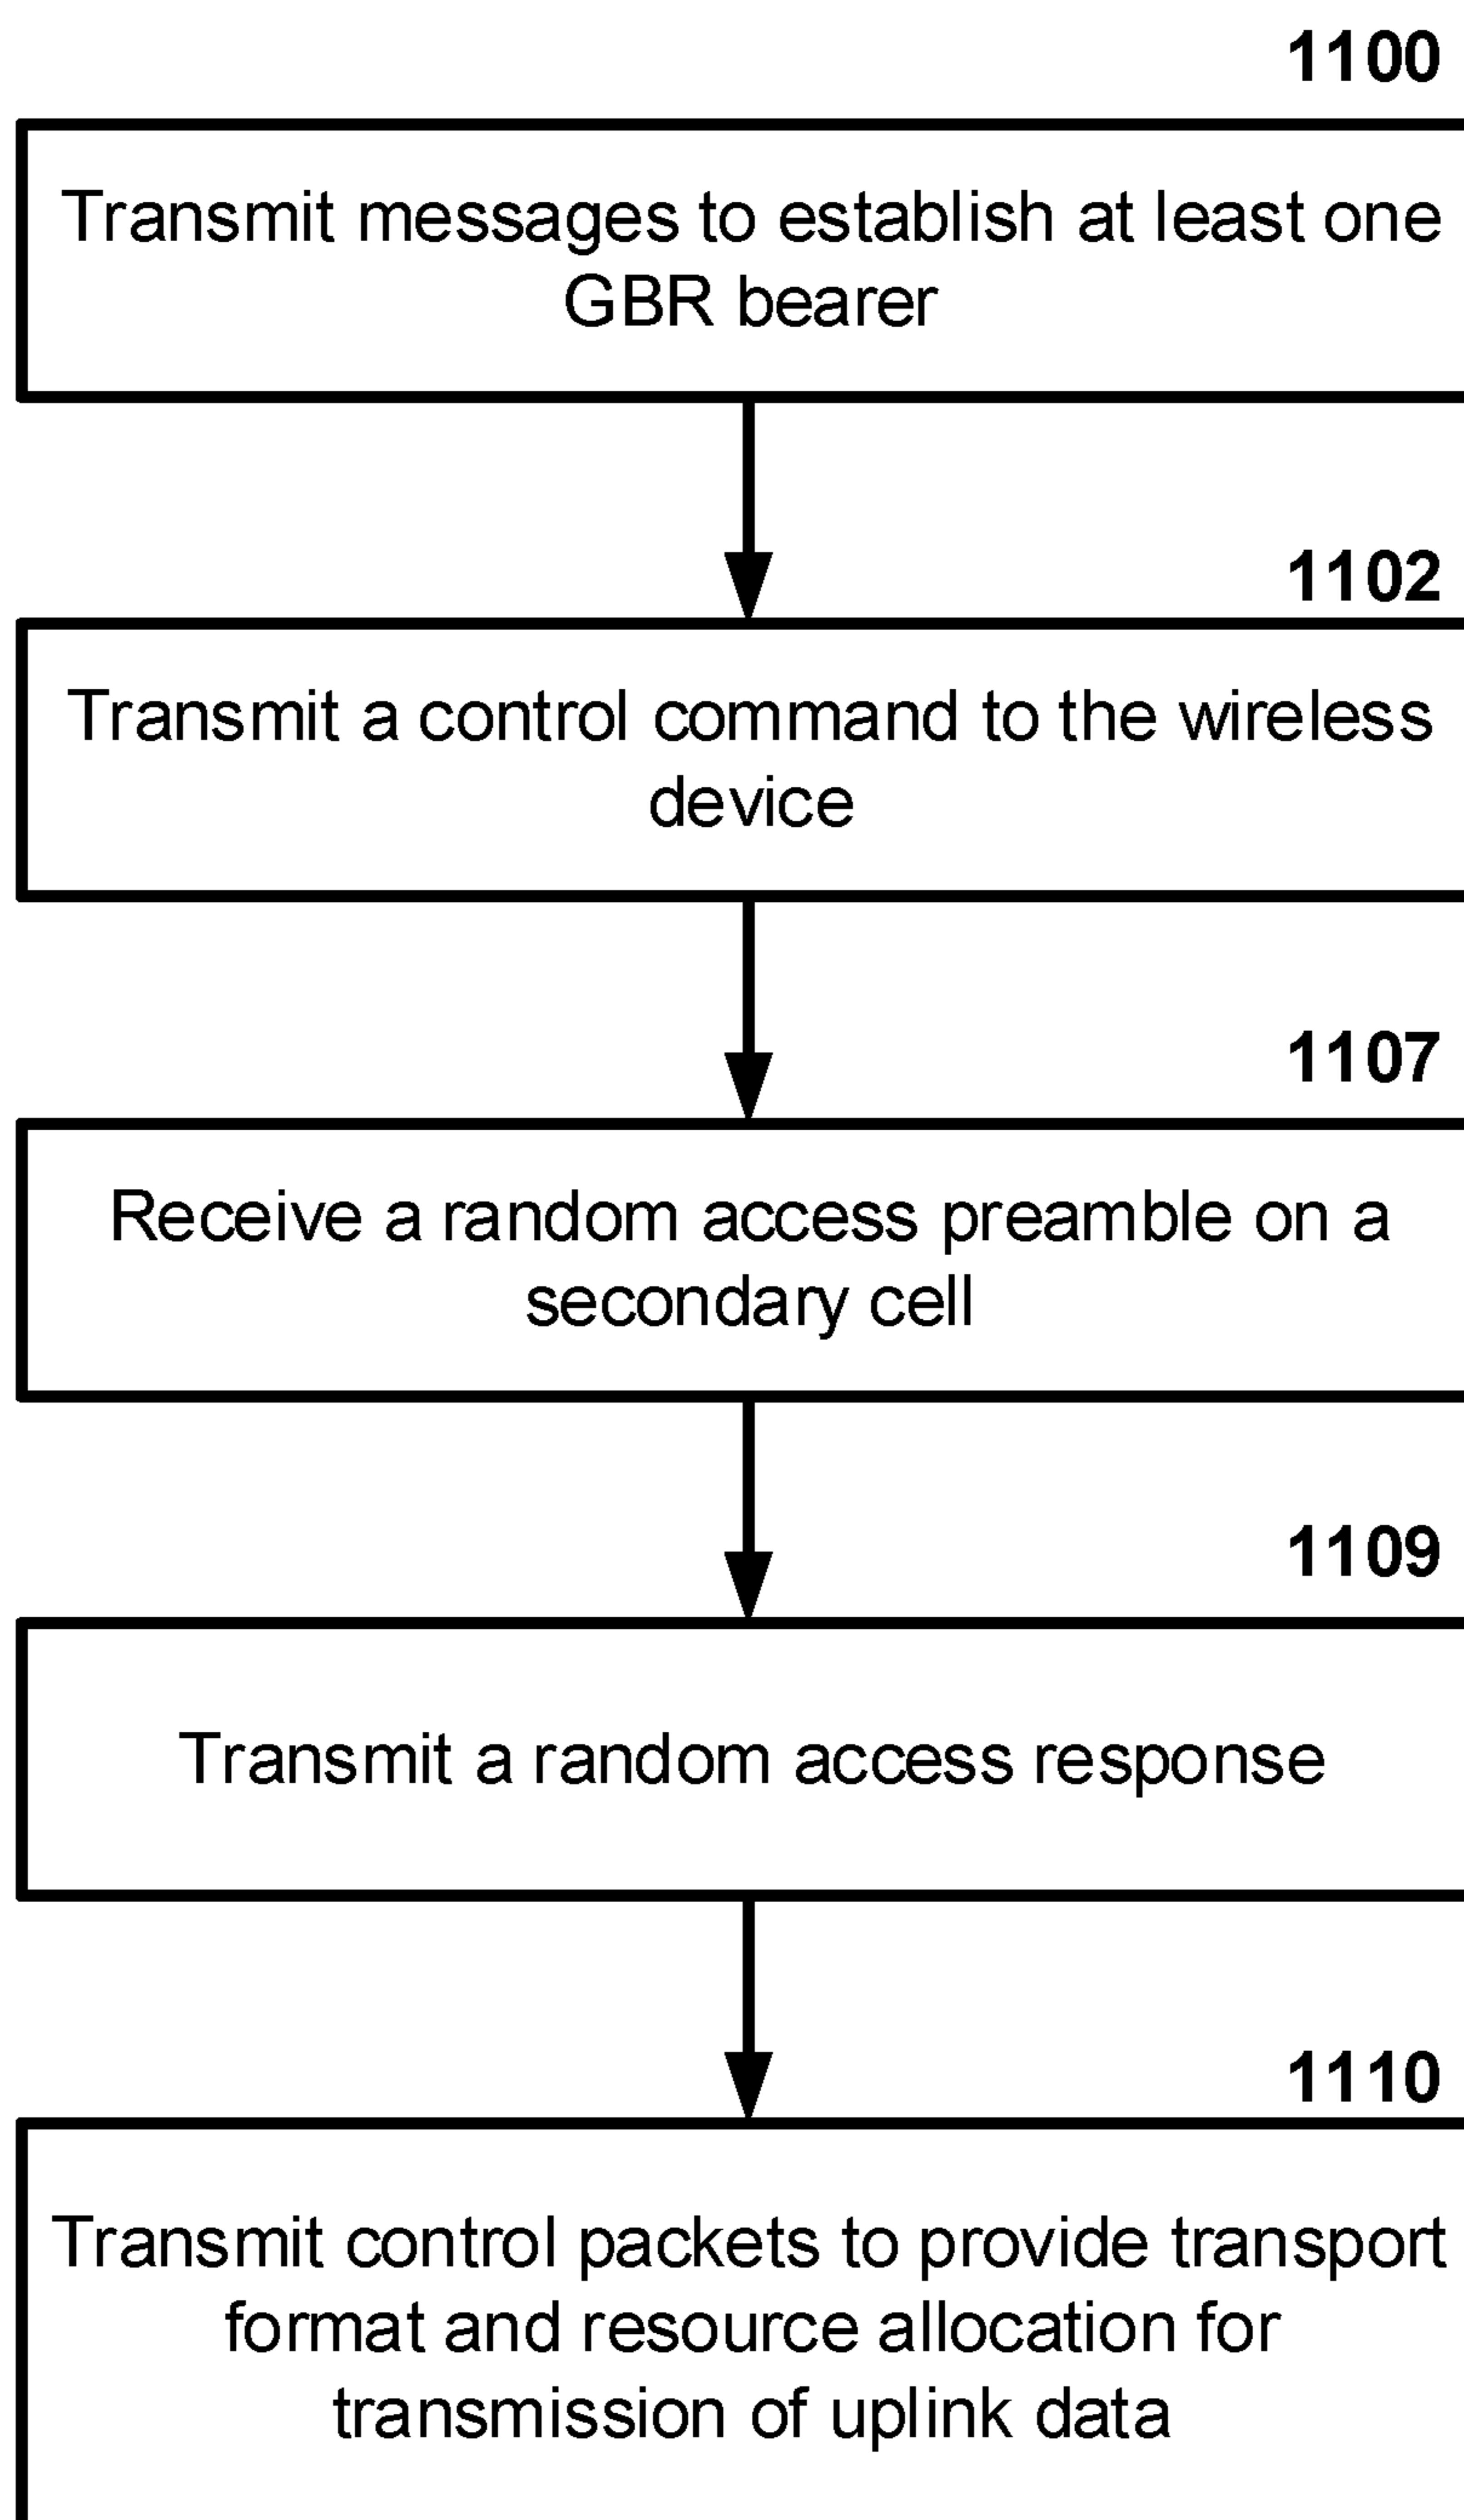 1100
Transmit messages to establish at least one
GBR bearer
1102
Transmit a control command to the wireless
device
1107
Receive a random access preamble on a
secondary cell
1109
Transmit a random access response
1110
Transmit control packets to provide transport
format and resource allocation for
transmission of uplink data